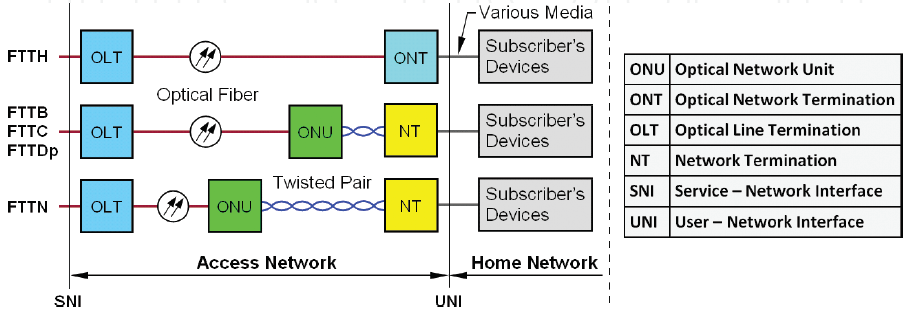 Various Media
FTTH
OLT
ONT
Subscriber's
Devices
Optical Fiber
FTTB
FTTC
FTTDp
OLT
ONU
NT
Subscriber's
Devices
Twisted Pair
FTTN
OLT
ONU
NT
Subscriber's
Devices
Access Network
Home Network
SNI
UNI
ONU Optical Network Unit
ONT Optical Network Termination
OLT Optical Line Termination
NT Network Termination
SNI Service – Network Interface
UNI User – Network Interface